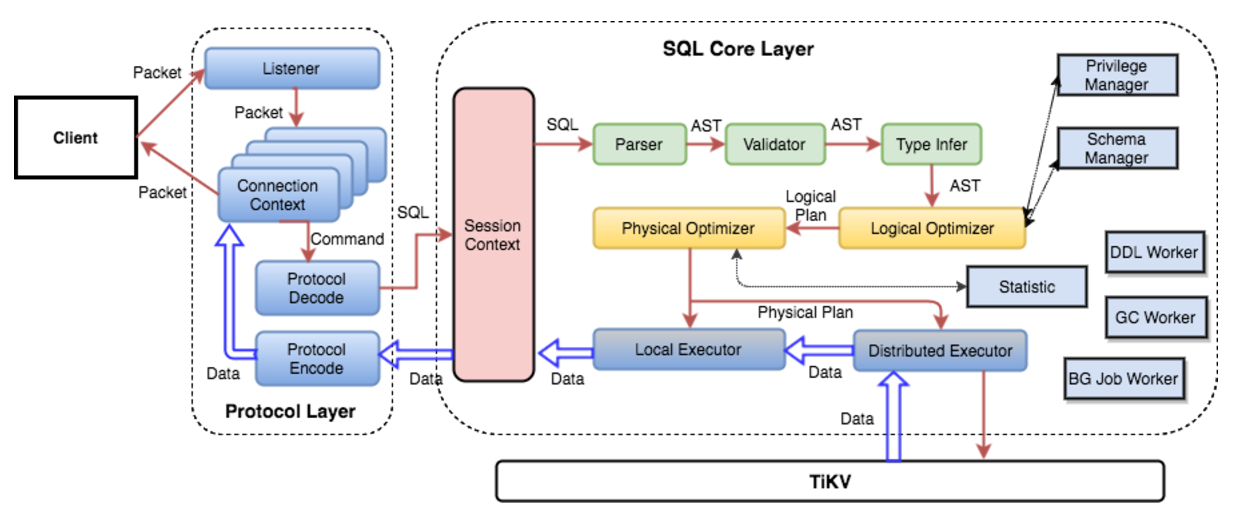 SQL Core Layer
Client
Packet
Listener
Packet
Connection
Context
Packet
Command
Protocol
Decode
SQL
Protocol
Encode
Data
Protocol Layer
Data
Session
Context
SQL
Parser
AST
Validator
AST
Type Infer
AST
Privilege
Manager
Schema
Manager
Logical Optimizer
Logical
Plan
Physical Optimizer
Statistic
Physical Plan
Local Executor
Distributed Executor
Data
Data
Data
DDL Worker
GC Worker
BG Job Worker
TiKV